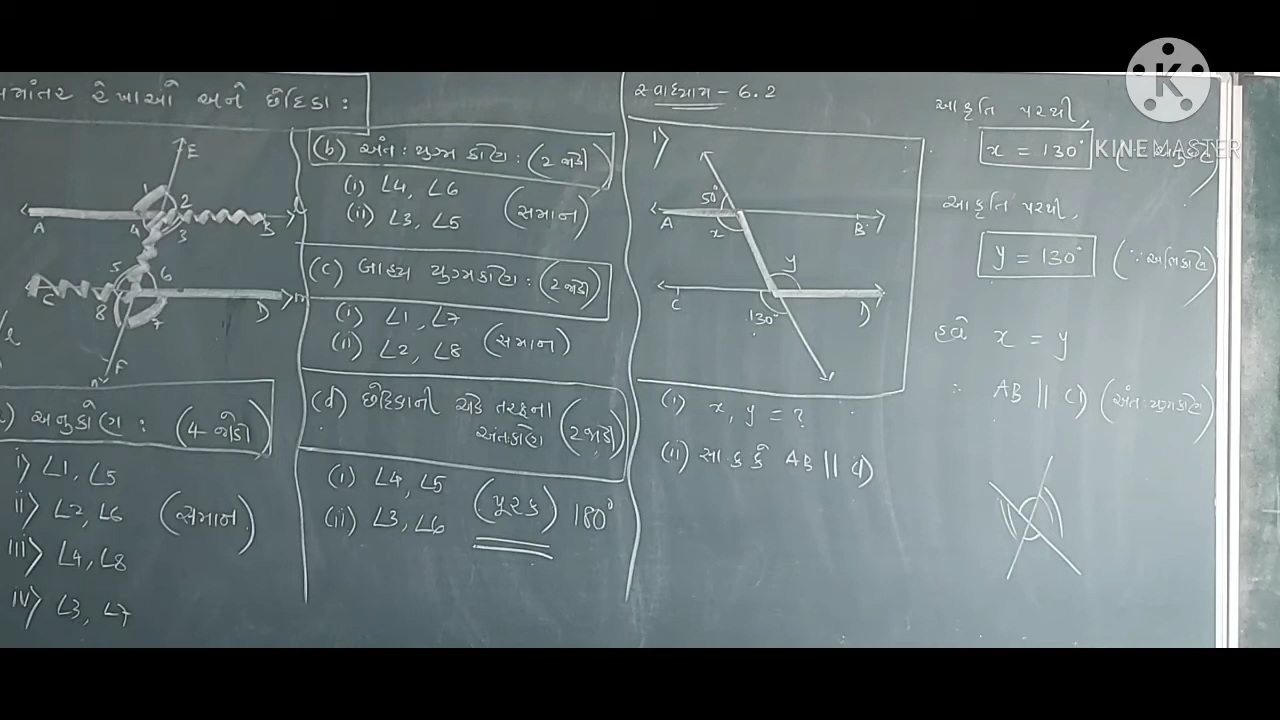 સમાંતર રેખાઓ અને છેદિકા :
E
1
2
A
4
3
B
5
6
C
8
7
D
l
F
અનુકોણ : (4 જોડી)
i) ∠1, ∠5
ii) ∠2, ∠6 (સમાન)
iii) ∠4, ∠8
iv) ∠3, ∠7
(b) અંતઃ યુગ્મ કોણ : (2 જોડી)
(i) ∠4, ∠6
(ii) ∠3, ∠5 (સમાન)
(c) બાહ્ય યુગ્મકોણ : (2 જોડી)
(i) ∠1, ∠7
(ii) ∠2, ∠8 (સમાન)
(d) છેદિકાની એક તરફના
અંતઃકોણ (2 જોડી)
(i) ∠4, ∠5
(ii) ∠3, ∠6 (પૂરક) 180°
સ્વાધ્યાય - 6.2
1)
50°
A
x
B
y
C
130°
D
(i) x, y = ?
(ii) સા.કરો કે AB || CD
આકૃતિ પરથી,
x = 130°
આકૃતિ પરથી,
y = 130° (∵ અભિકોણ)
હવે x = y
∴ AB || CD (અંતઃયુગ્મકોણ)
K
KINEMASTER